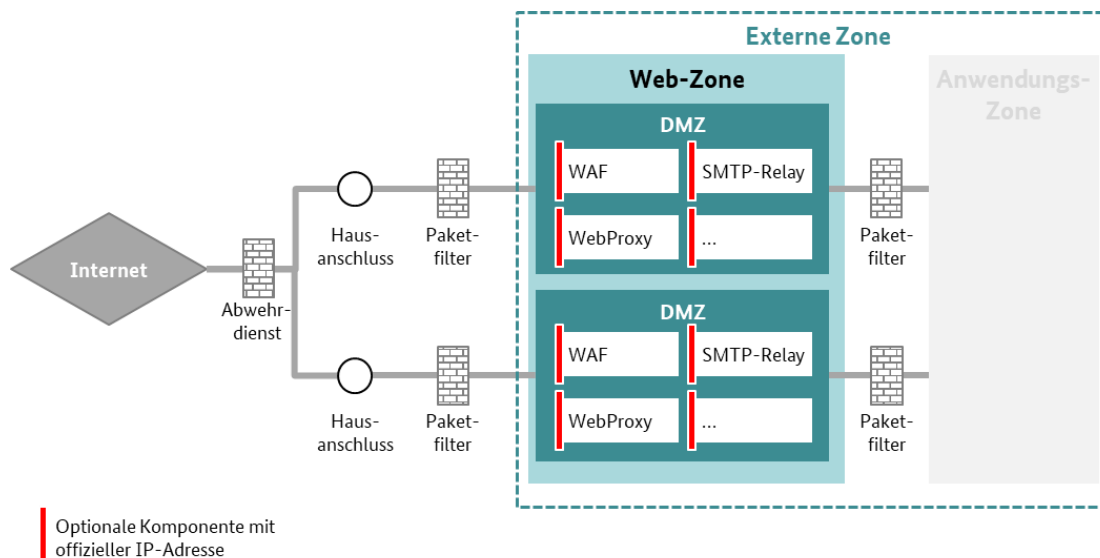 Externe Zone
Web-Zone
Anwendungs-
Zone
DMZ
WAF
SMTP-Relay
WebProxy
...
Internet
Abwehr-
dienst
Haus-
anschluss
Paket-
filter
Paket-
filter
DMZ
WAF
SMTP-Relay
WebProxy
...
Haus-
anschluss
Paket-
filter
Paket-
filter
Optionale Komponente mit
offizieller IP-Adresse